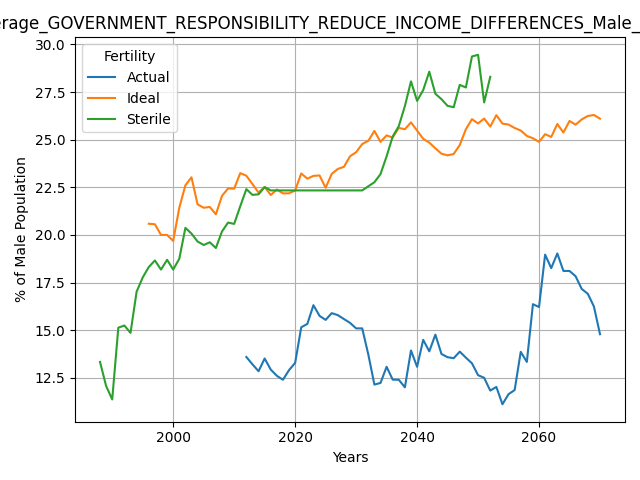 erage_GOVERNMENT_RESPONSIBILITY_REDUCE_INCOME_DIFFERENCES_Male_
Fertility
Actual
Ideal
Sterile
% of Male Population
30.0
27.5
25.0
22.5
20.0
17.5
15.0
12.5
2000 2020 2040 2060
Years